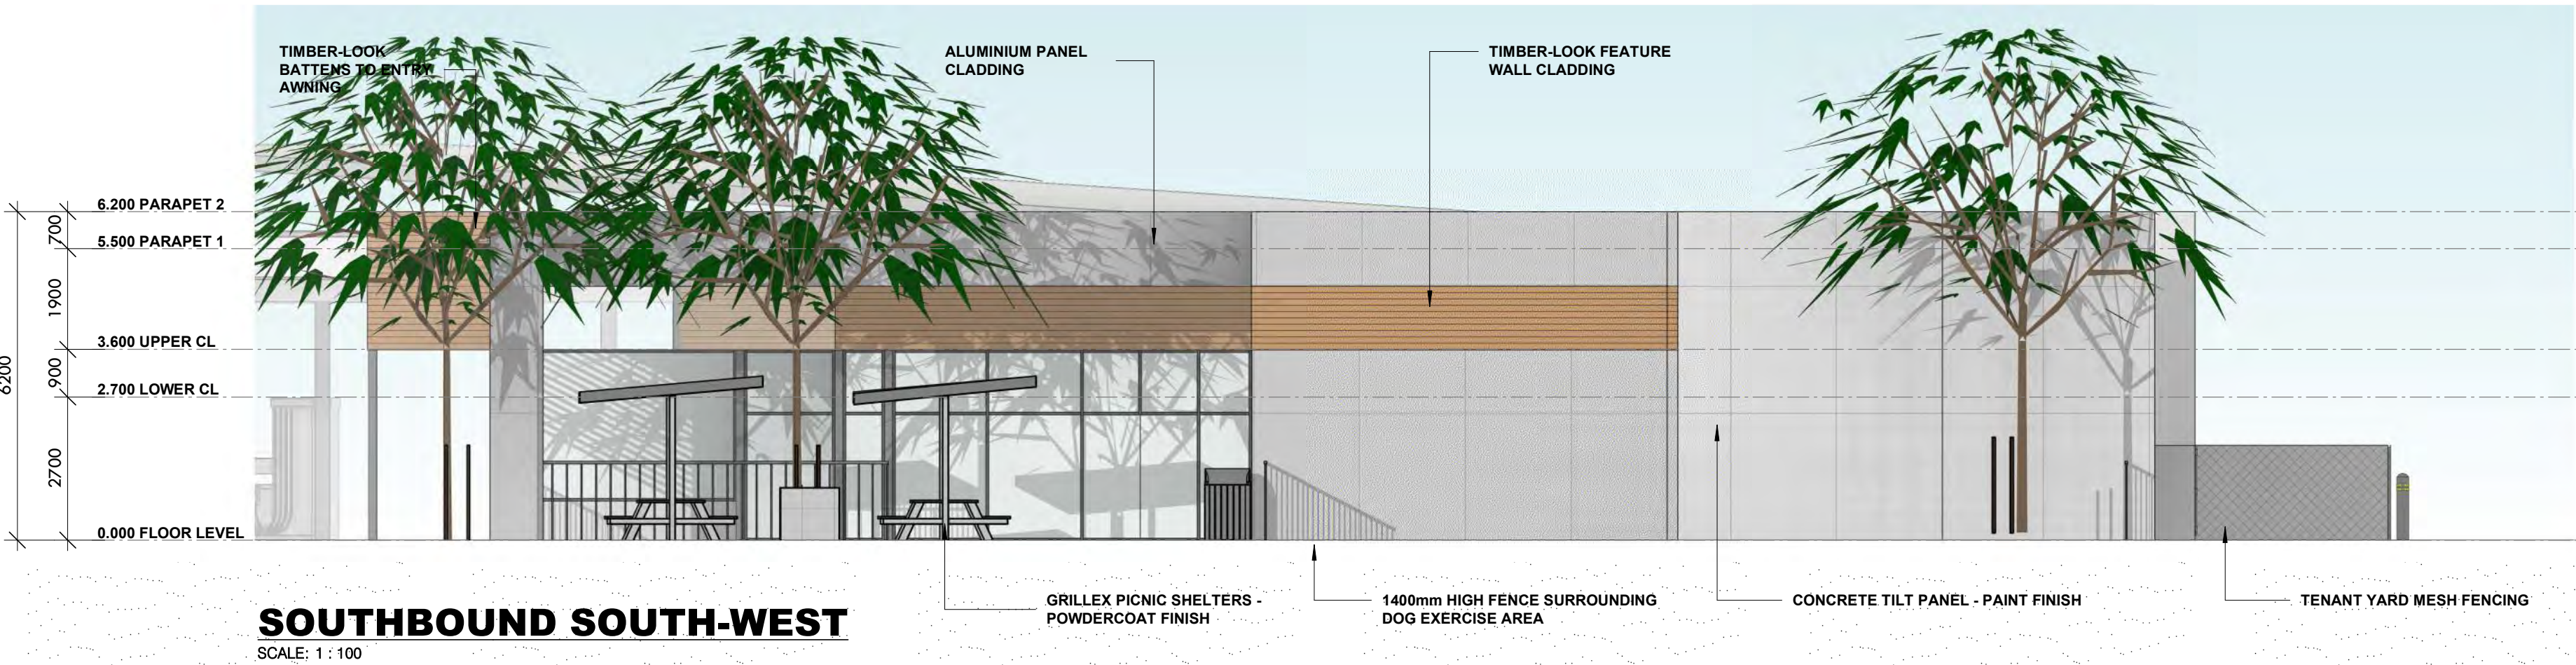 TIMBER-LOOK
BATTENS TO ENTRY
AWNING
ALUMINIUM PANEL
CLADDING
TIMBER-LOOK FEATURE
WALL CLADDING
6.200 PARAPET 2
700
5.500 PARAPET 1
1900
3.600 UPPER CL
6200
900
2.700 LOWER CL
2700
0.000 FLOOR LEVEL
GRILLEX PICNIC SHELTERS -
POWDERCOAT FINISH
1400mm HIGH FENCE SURROUNDING
DOG EXERCISE AREA
CONCRETE TILT PANEL - PAINT FINISH
TENANT YARD MESH FENCING
SOUTHBOUND SOUTH-WEST
SCALE: 1 : 100